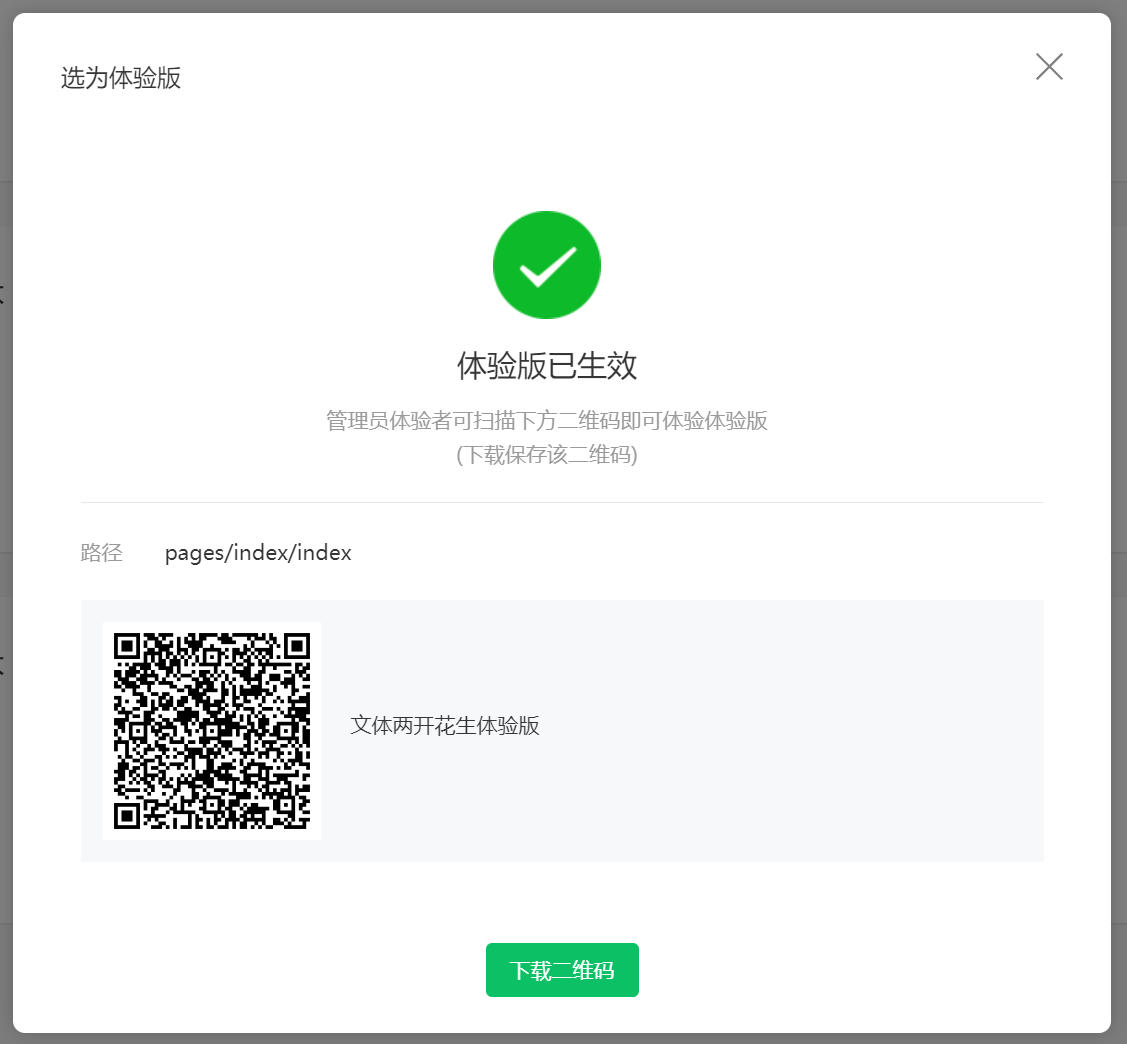 选为体验版
体验版已生效
管理员体验者可扫描下方二维码即可体验体验版
(下载保存该二维码)
路径 pages/index/index
文体两开花生体验版
下载二维码